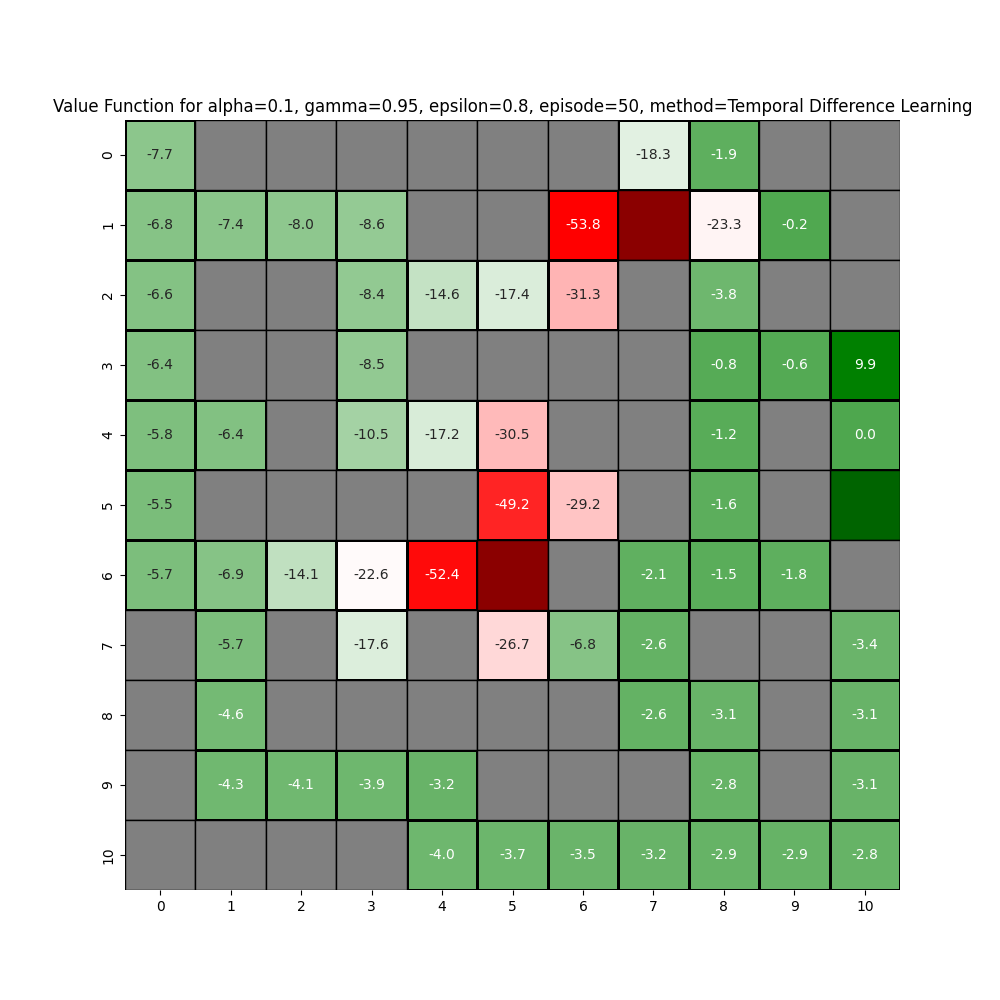 Value Function for alpha=0.1, gamma=0.95, epsilon=0.8, episode=50, method=Temporal Difference Learning
0 -7.7 -18.3 -1.9
1 -6.8 -7.4 -8.0 -8.6 -53.8 -23.3 -0.2
2 -6.6 -8.4 -14.6 -17.4 -31.3 -3.8
3 -6.4 -8.5 -0.8 -0.6 9.9
4 -5.8 -6.4 -10.5 -17.2 -30.5 -1.2 0.0
5 -5.5 -49.2 -29.2 -1.6
6 -5.7 -6.9 -14.1 -22.6 -52.4 -2.1 -1.5 -1.8
7 -5.7 -17.6 -26.7 -6.8 -2.6 -3.4
8 -4.6 -2.6 -3.1 -3.1
9 -4.3 -4.1 -3.9 -3.2 -2.8 -3.1
10 -4.0 -3.7 -3.5 -3.2 -2.9 -2.9 -2.8
0 1 2 3 4 5 6 7 8 9 10